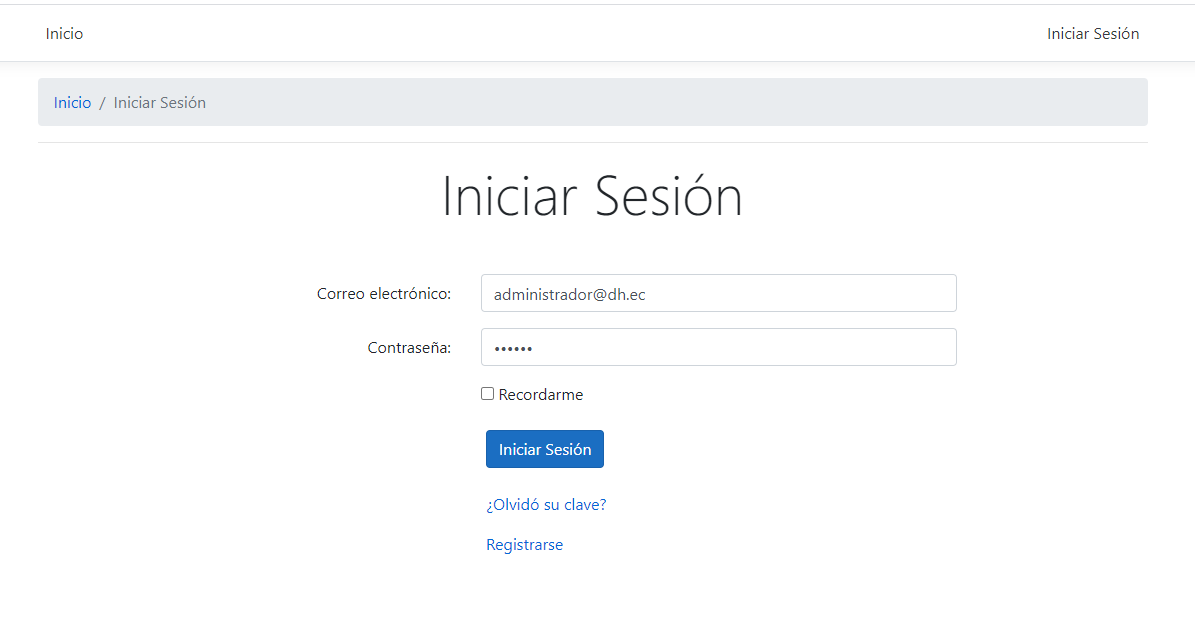 Inicio Iniciar Sesión
Inicio / Iniciar Sesión
Iniciar Sesión
Correo electrónico: administrador@dh.ec
Contraseña: ••••••
Recordarme
Iniciar Sesión
¿Olvidó su clave?
Registrarse